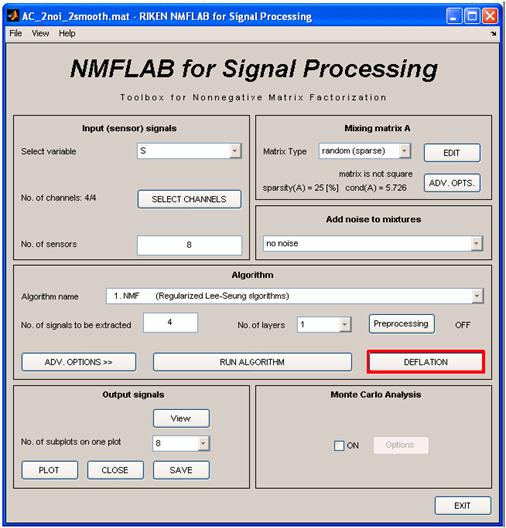 AC_2noi_2smooth.mat - RIKEN NMFLAB for Signal Processing
File View Help
NMFLAB for Signal Processing
Toolbox for Nonnegative Matrix Factorization
Input (sensor) signals
Select variable S
No. of channels: 4/4 SELECT CHANNELS
No. of sensors 8
Mixing matrix A
Matrix Type random (sparse) EDIT
matrix is not square
sparsity(A) = 25 [%] cond(A) = 5.726 ADV. OPTS.
Add noise to mixtures
no noise
Algorithm
Algorithm name 1. NMF (Regularized Lee-Seung algorithms)
No. of signals to be extracted 4 No. of layers 1 Preprocessing OFF
ADV. OPTIONS >> RUN ALGORITHM DEFLATION
Output signals
View
No. of subplots on one plot 8
PLOT CLOSE SAVE
Monte Carlo Analysis
ON Options
EXIT